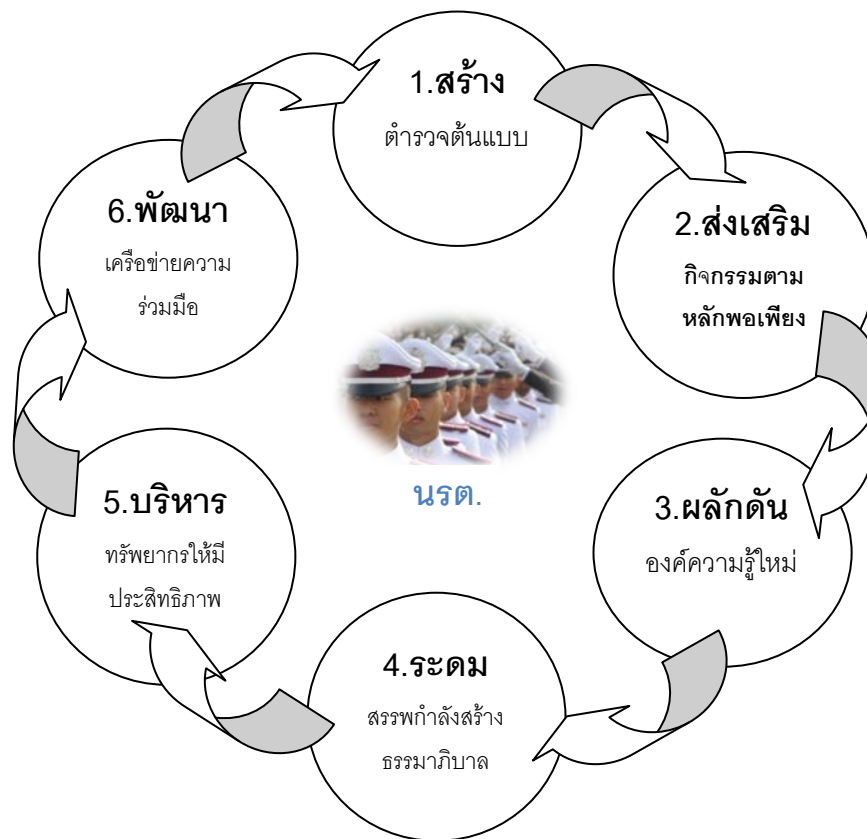 1.สร้าง
ตำรวจต้นแบบ
2.ส่งเสริม
กิจกรรมตาม
หลักพอเพียง
3.ผลักดัน
องค์ความรู้ใหม่
4.ระดม
สรรพกำลังสร้าง
ธรรมาภิบาล
5.บริหาร
ทรัพยากรให้มี
ประสิทธิภาพ
6.พัฒนา
เครือข่ายความ
ร่วมมือ
นรต.